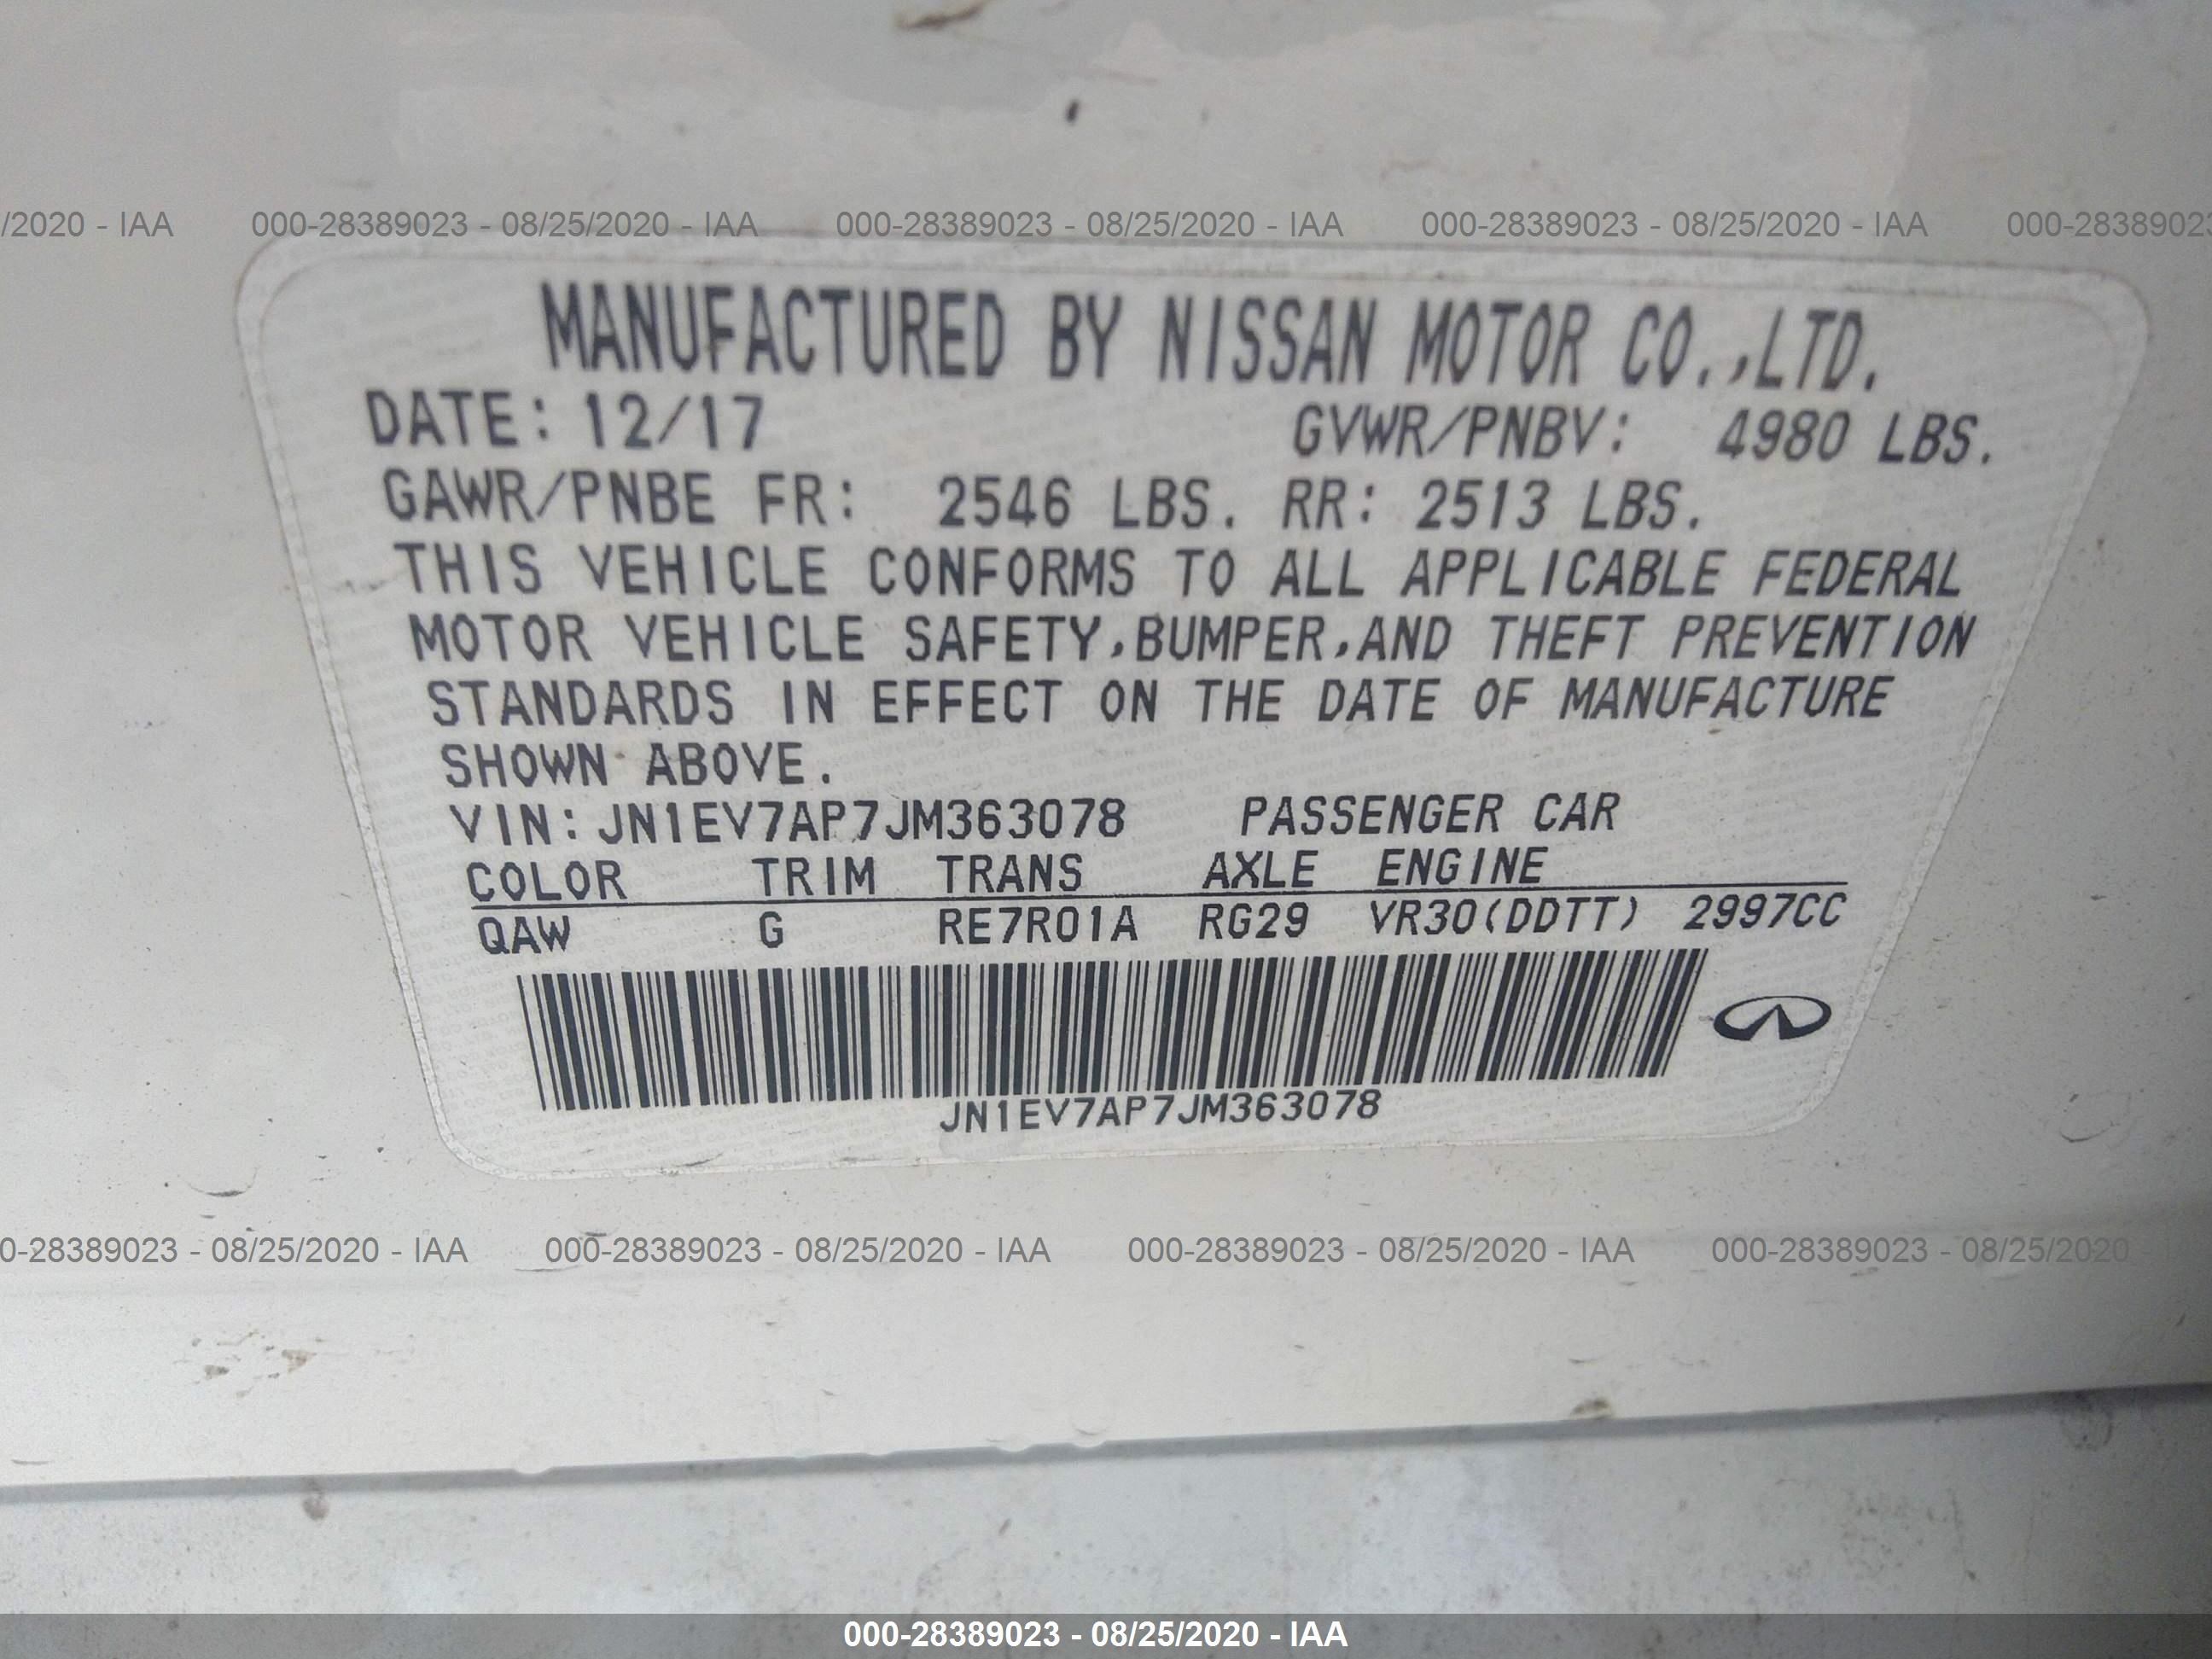 /2020 - IAA 000-28389023 - 08/25/2020 - IAA 000-28389023 - 08/25/2020 - IAA 000-28389023 - 08/25/2020 - IAA 000-2838902
MANUFACTURED BY NISSAN MOTOR CO.,LTD.
DATE: 12/17 GVWR/PNBV: 4980 LBS.
GAWR/PNBE FR: 2546 LBS. RR: 2513 LBS.
THIS VEHICLE CONFORMS TO ALL APPLICABLE FEDERAL
MOTOR VEHICLE SAFETY,BUMPER,AND THEFT PREVENTION
STANDARDS IN EFFECT ON THE DATE OF MANUFACTURE
SHOWN ABOVE.
VIN:JN1EV7AP7JM363078 PASSENGER CAR
COLOR TRIM TRANS AXLE ENGINE
QAW G RE7R01A RG29 VR30(DDTT) 2997CC
JN1EV7AP7JM363078
0-28389023 - 08/25/2020 - IAA 000-28389023 - 08/25/2020 - IAA 000-28389023 - 08/25/2020 - IAA 000-28389023 - 08/25/2020
000-28389023 - 08/25/2020 - IAA